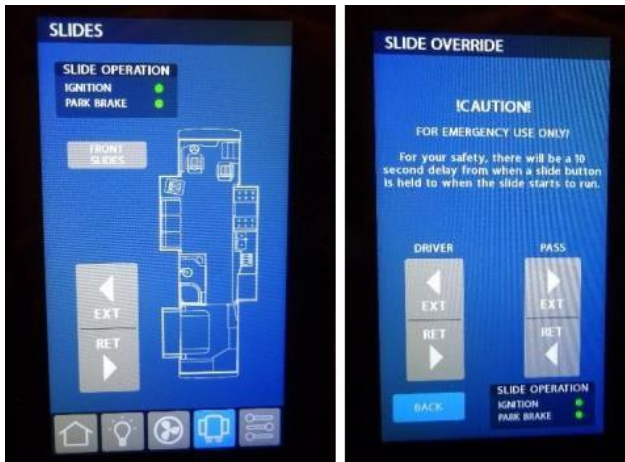 SLIDES
SLIDE OPERATION
IGNITION
PARK BRAKE
FRONT
SLIDES
EXT
RET
SLIDE OVERRIDE
!CAUTION!
FOR EMERGENCY USE ONLY!
For your safety, there will be a 10
second delay from when a slide button
is held to when the slide starts to run.
DRIVER
PASS
EXT
EXT
RET
RET
BACK
SLIDE OPERATION
IGNITION
PARK BRAKE